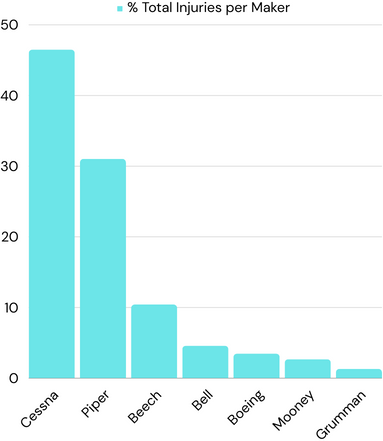 % Total Injuries per Maker
50
40
30
20
10
0
Cessna
Piper
Beech
Bell
Boeing
Mooney
Grumman